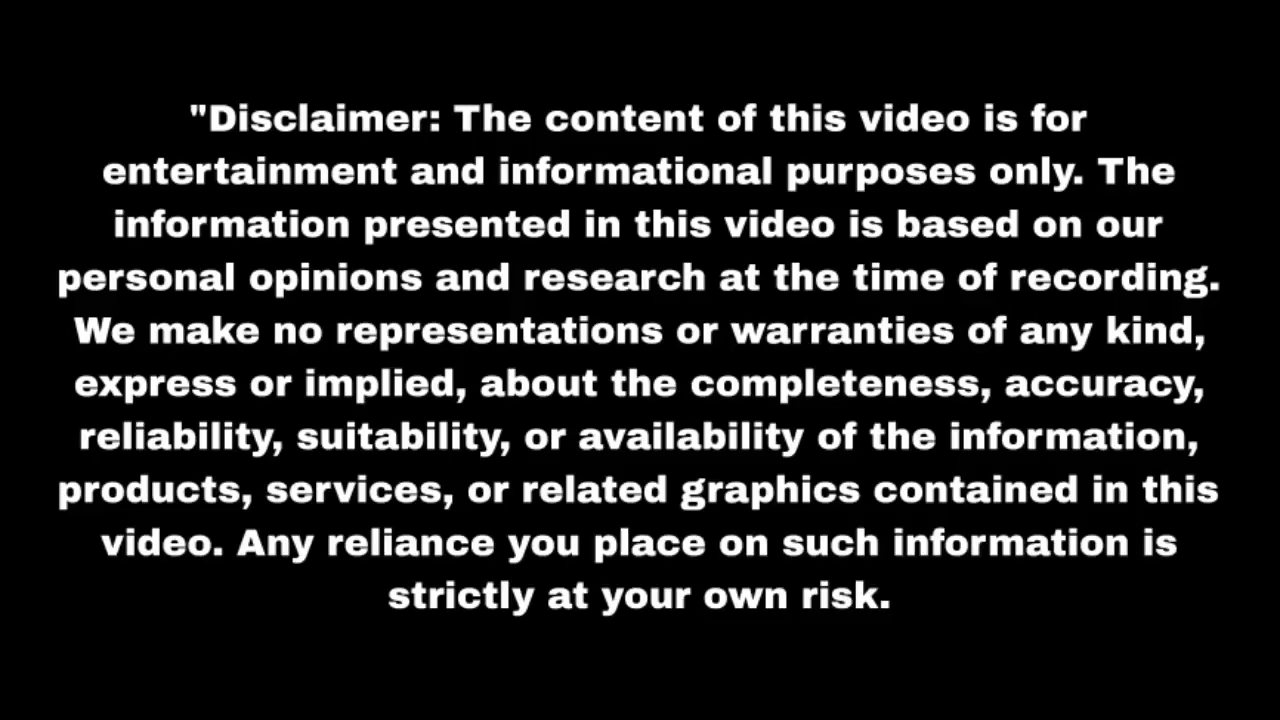 "Disclaimer: The content of this video is for
entertainment and informational purposes only. The
information presented in this video is based on our
personal opinions and research at the time of recording.
We make no representations or warranties of any kind,
express or implied, about the completeness, accuracy,
reliability, suitability, or availability of the information,
products, services, or related graphics contained in this
video. Any reliance you place on such information is
strictly at your own risk.